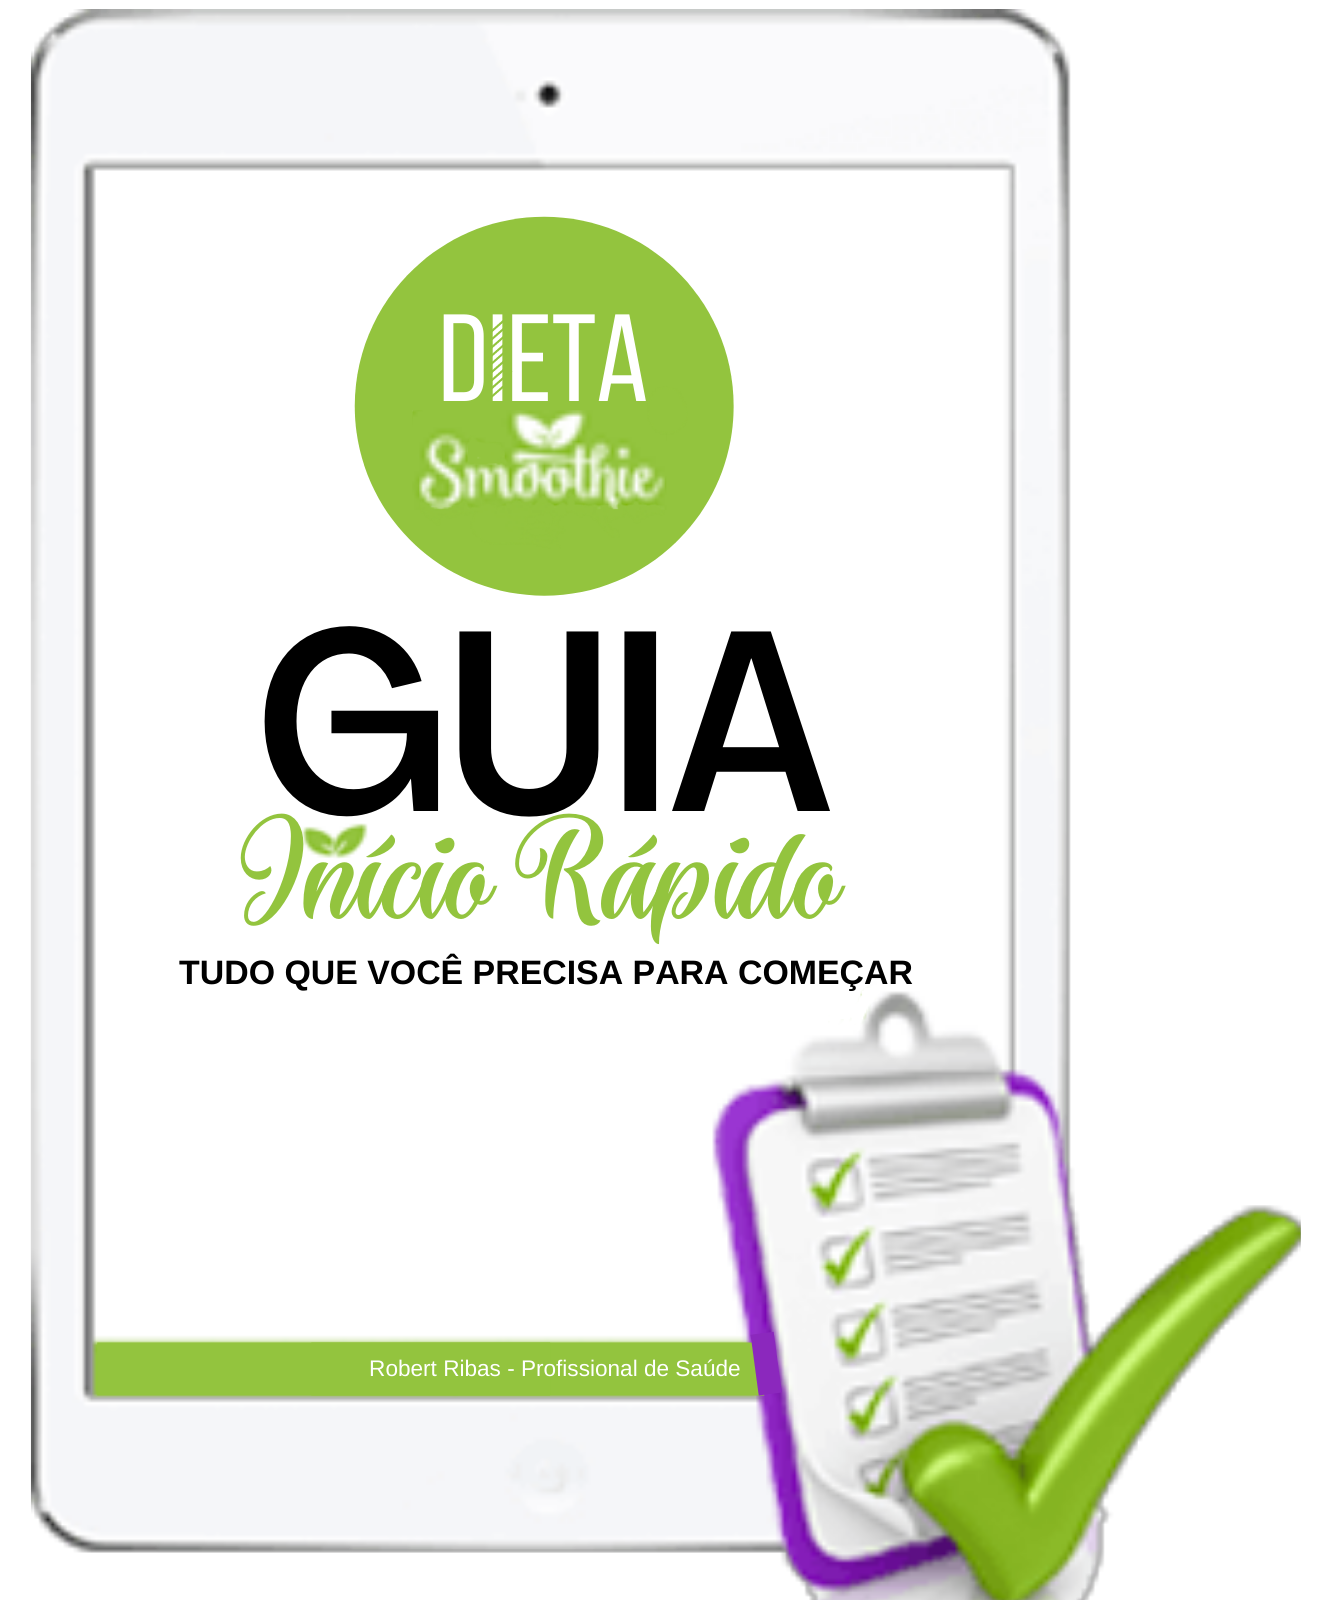 DIETA
Smoothie
GUIA
Início Rápido
TUDO QUE VOCÊ PRECISA PARA COMEÇAR
Robert Ribas - Profissional de Saúde